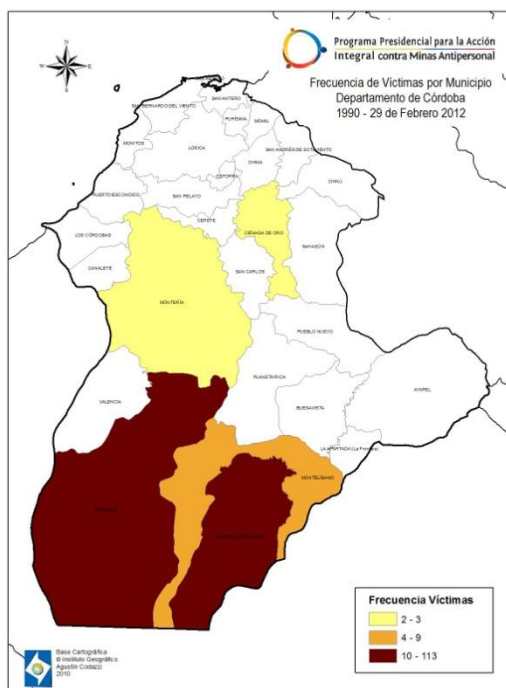 Programa Presidencial para la Acción
Integral contra Minas Antipersonal
Frecuencia de Víctimas por Municipio
Departamento de Córdoba
1990 - 29 de Febrero 2012
SAN ANTERO
SAN BERNARDO DEL VIENTO
PURÍSIMA
MOMIL
MOÑITOS
LORICA
SAN ANDRÉS DE SOTAVENTO
CHIMA
COTORRA
CHINÚ
PUERTO ESCONDIDO
SAN PELAYO
CERETÉ
CIÉNAGA DE ORO
LOS CÓRDOBAS
SAHAGÚN
CANALETE
SAN CARLOS
MONTERÍA
PUEBLO NUEVO
PLANETA RICA
AYAPEL
VALENCIA
BUENAVISTA
LA APARTADA
MONTELÍBANO
Frecuencia Víctimas
2 - 3
4 - 9
10 - 113
Base Cartográfica
© Instituto Geográfico
Agustín Codazzi
2010